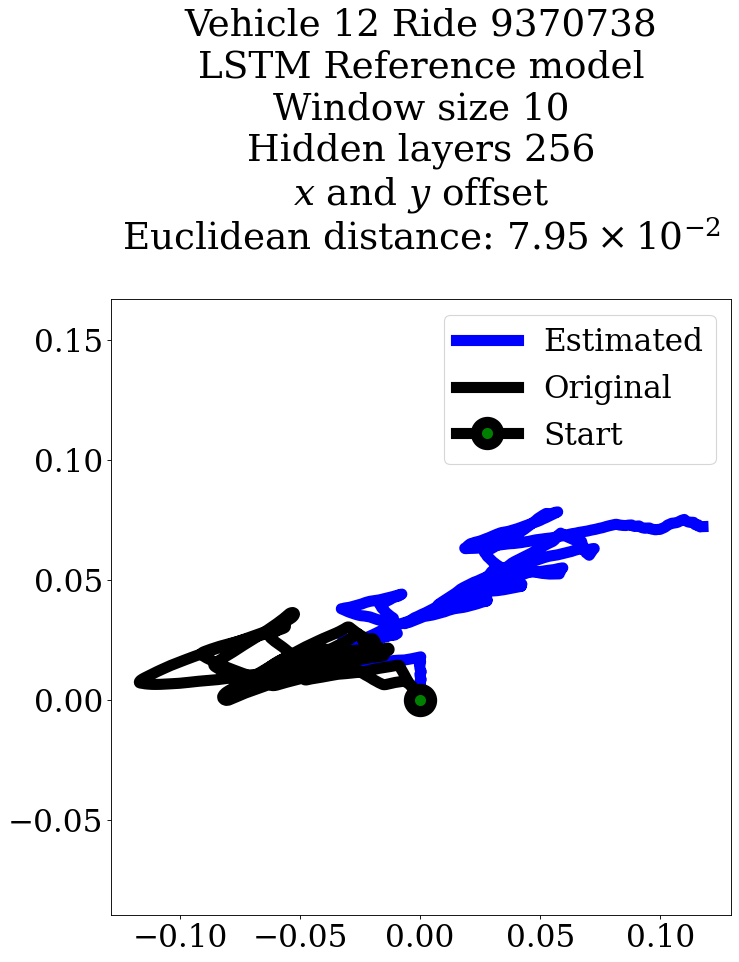 Vehicle 12 Ride 9370738
LSTM Reference model
Window size 10
Hidden layers 256
x and y offset
Euclidean distance: 7.95 × 10⁻²
Estimated
Original
Start
0.15
0.10
0.05
0.00
−0.05
−0.10 −0.05 0.00 0.05 0.10